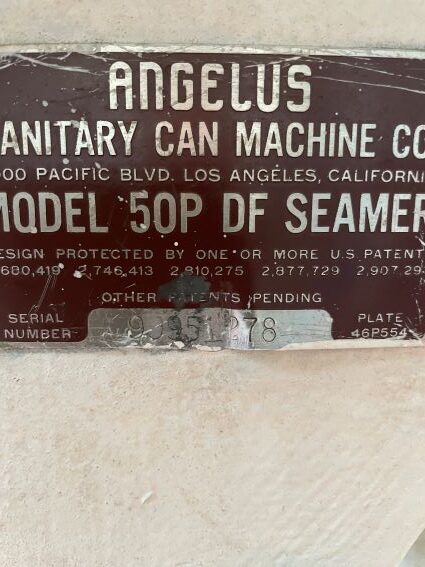 ANGELUS
ANITARY CAN MACHINE CO
00 PACIFIC BLVD. LOS ANGELES, CALIFORNI
MODEL 50P DF SEAMER
ESIGN PROTECTED BY ONE OR MORE U.S. PATENT
2,746,413 2,810,275 2,877,729 2,907,29
OTHER PATENTS PENDING
SERIAL NUMBER
PLATE 46P554